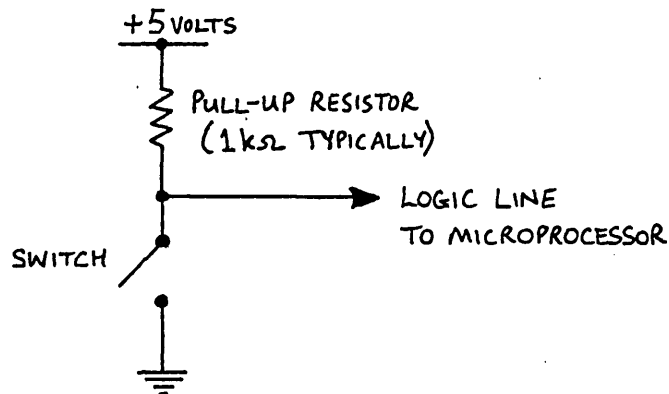 +5 VOLTS
PULL-UP RESISTOR
(1kΩ TYPICALLY)
LOGIC LINE
TO MICROPROCESSOR
SWITCH